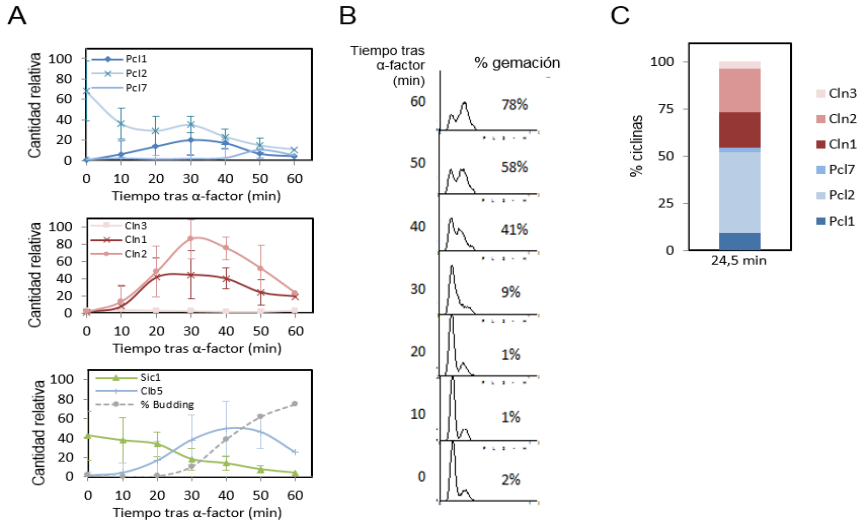 A
Cantidad relativa
100
80
60
40
20
0
Pcl1
Pcl2
Pcl7
0 10 20 30 40 50 60
Tiempo tras α-factor (min)
Cantidad relativa
100
80
60
40
20
0
Cln3
Cln1
Cln2
0 10 20 30 40 50 60
Tiempo tras α-factor (min)
Cantidad relativa
100
80
60
40
20
0
Sic1
Clb5
% Budding
0 10 20 30 40 50 60
Tiempo tras α-factor (min)
B
Tiempo tras
α-factor
(min)
% gemación
60 78%
50 58%
40 41%
30 9%
20 1%
10 1%
0 2%
C
% ciclinas
100
75
50
25
0
24,5 min
Cln3
Cln2
Cln1
Pcl7
Pcl2
Pcl1